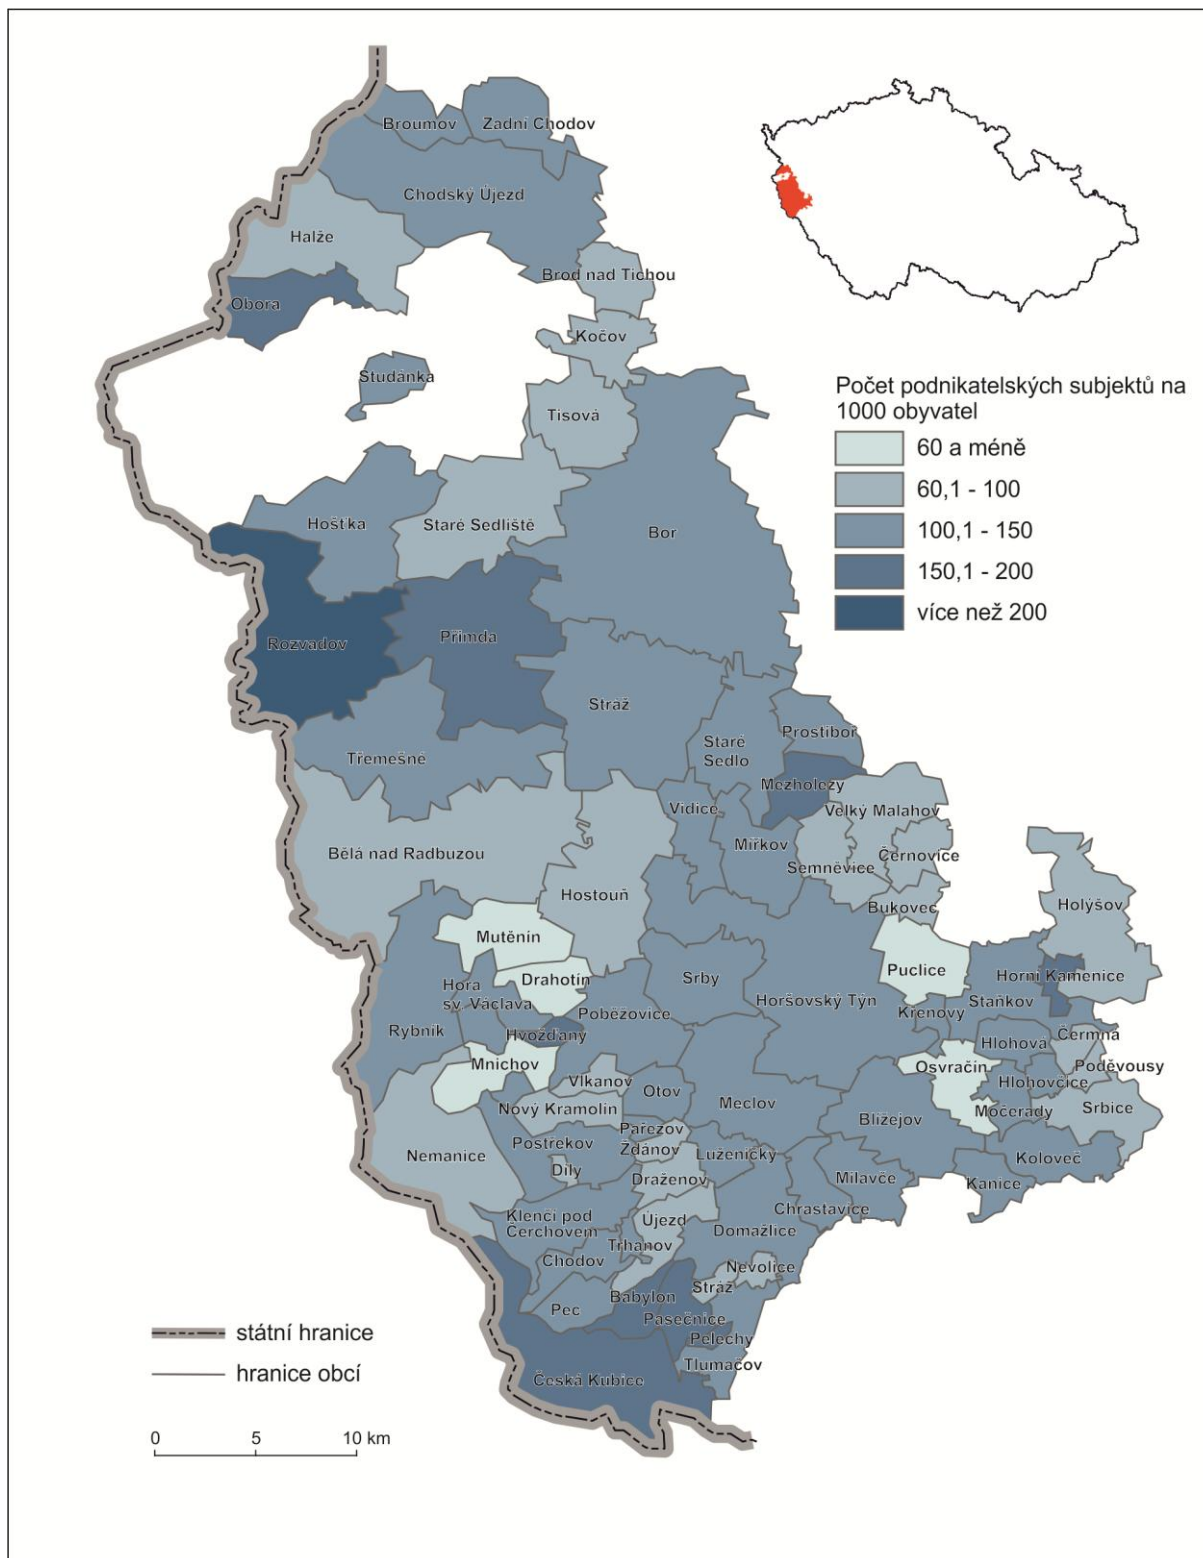 Broumov
Zadní Chodov
Chodský Újezd
Halže
Brod nad Tichou
Obora
Kočov
Studánka
Počet podnikatelských subjektů na
1000 obyvatel
60 a méně
60,1 - 100
100,1 - 150
150,1 - 200
více než 200
Tisová
Hošťka
Staré Sedliště
Bor
Rozvadov
Přimda
Stráž
Prostiboř
Staré
Sedlo
Třemešné
Mezholezy
Vidice
Velký Malahov
Mířkov
Bělá nad Radbuzou
Semněvice
Černovice
Hostouň
Bukovec
Holýšov
Mutěnín
Puclice
Drahotín
Srby
Horní Kamenice
Hora
sv. Václava
Horšovský Týn
Staňkov
Poběžovice
Křenovy
Rybník
Hvožďany
Čermná
Hlohová
Mnichov
Osvračín
Poděvousy
Vlkanov
Hlohovčice
Otov
Meclov
Nový Kramolín
Močerady
Srbice
Blížejov
Pařezov
Postřekov
Ždánov
Luženičky
Nemanice
Koloveč
Díly
Draženov
Milavče
Kanice
Chrastavice
Klenčí pod
Čerchovem
Újezd
Domažlice
Trhanov
Chodov
Nevolice
Stráž
Babylon
Pec
Pasečnice
Pelechy
Tlumačov
Česká Kubice
státní hranice
hranice obcí
0 5 10 km